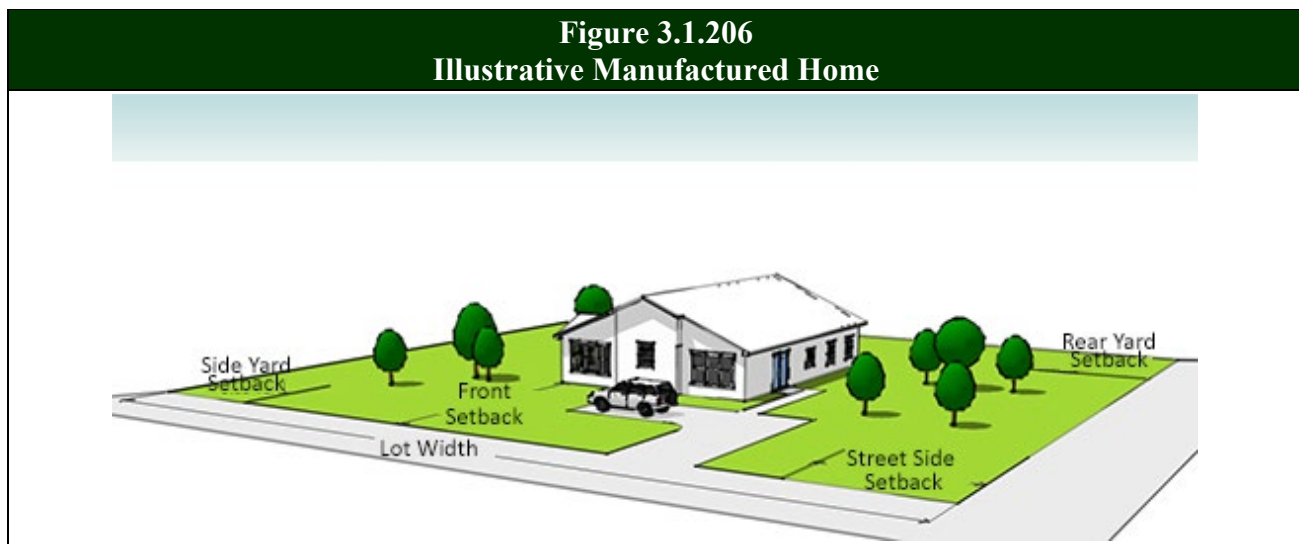 Figure 3.1.206
Illustrative Manufactured Home
Side Yard
Setback
Front
Setback
Lot Width
Street Side
Setback
Rear Yard
Setback